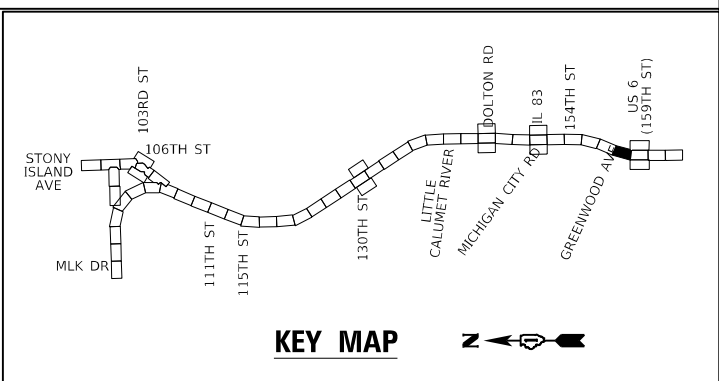 103RD ST
106TH ST
STONY
ISLAND
AVE
MLK DR
111TH ST
115TH ST
130TH ST
LITTLE
CALUMET RIVER
DOLTON RD
MICHIGAN CITY RD
IL 83
154TH ST
GREENWOOD AVE
US 6
(159TH ST)
KEY MAP
N